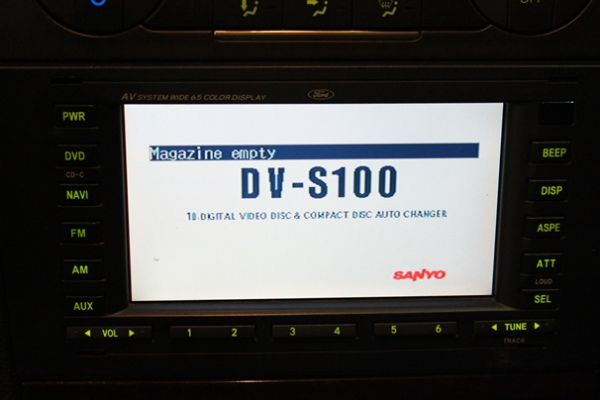 OFF
AV SYSTEM WIDE 6.5 COLOR DISPLAY
Ford
PWR
DVD
CD-C
NAVI
FM
AM
AUX
Magazine empty
DV-S100
10.DIGITAL VIDEO DISC & COMPACT DISC AUTO CHANGER
SANYO
BEEP
DISP
ASPE
ATT
LOUD
SEL
VOL
1 2 3 4 5 6
TUNE
TRACK